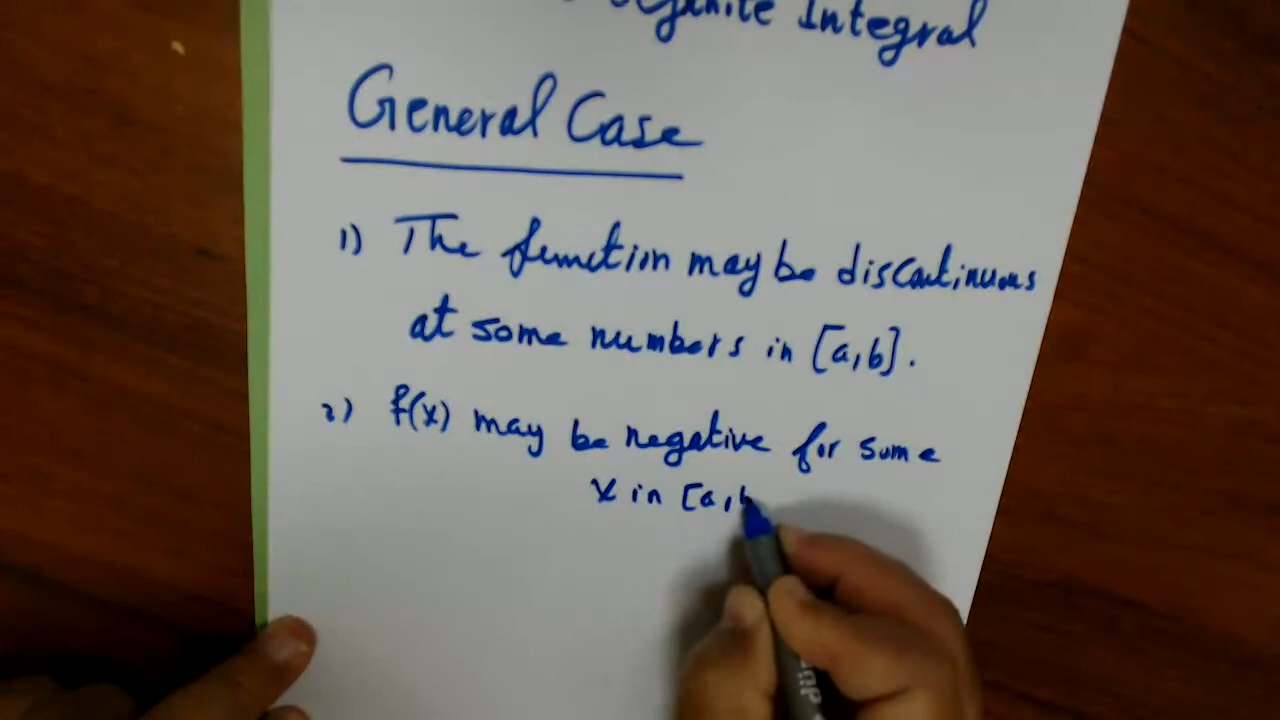 Definite Integral
General Case
1) The function may be discontinuous
at some numbers in [a,b].
2) f(x) may be negative for some
x in [a,b